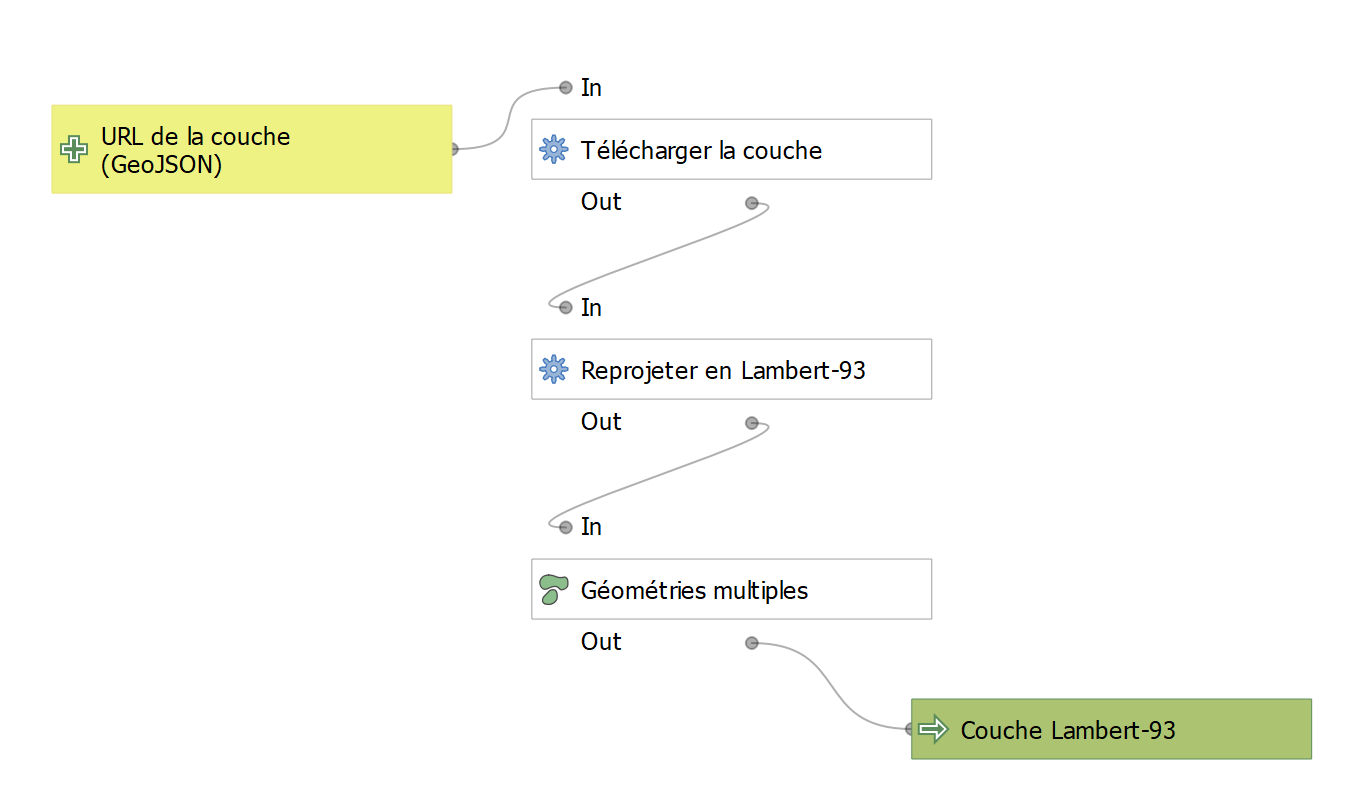 In
URL de la couche
(GeoJSON)
Télécharger la couche
Out
In
Reprojeter en Lambert-93
Out
In
Géométries multiples
Out
Couche Lambert-93